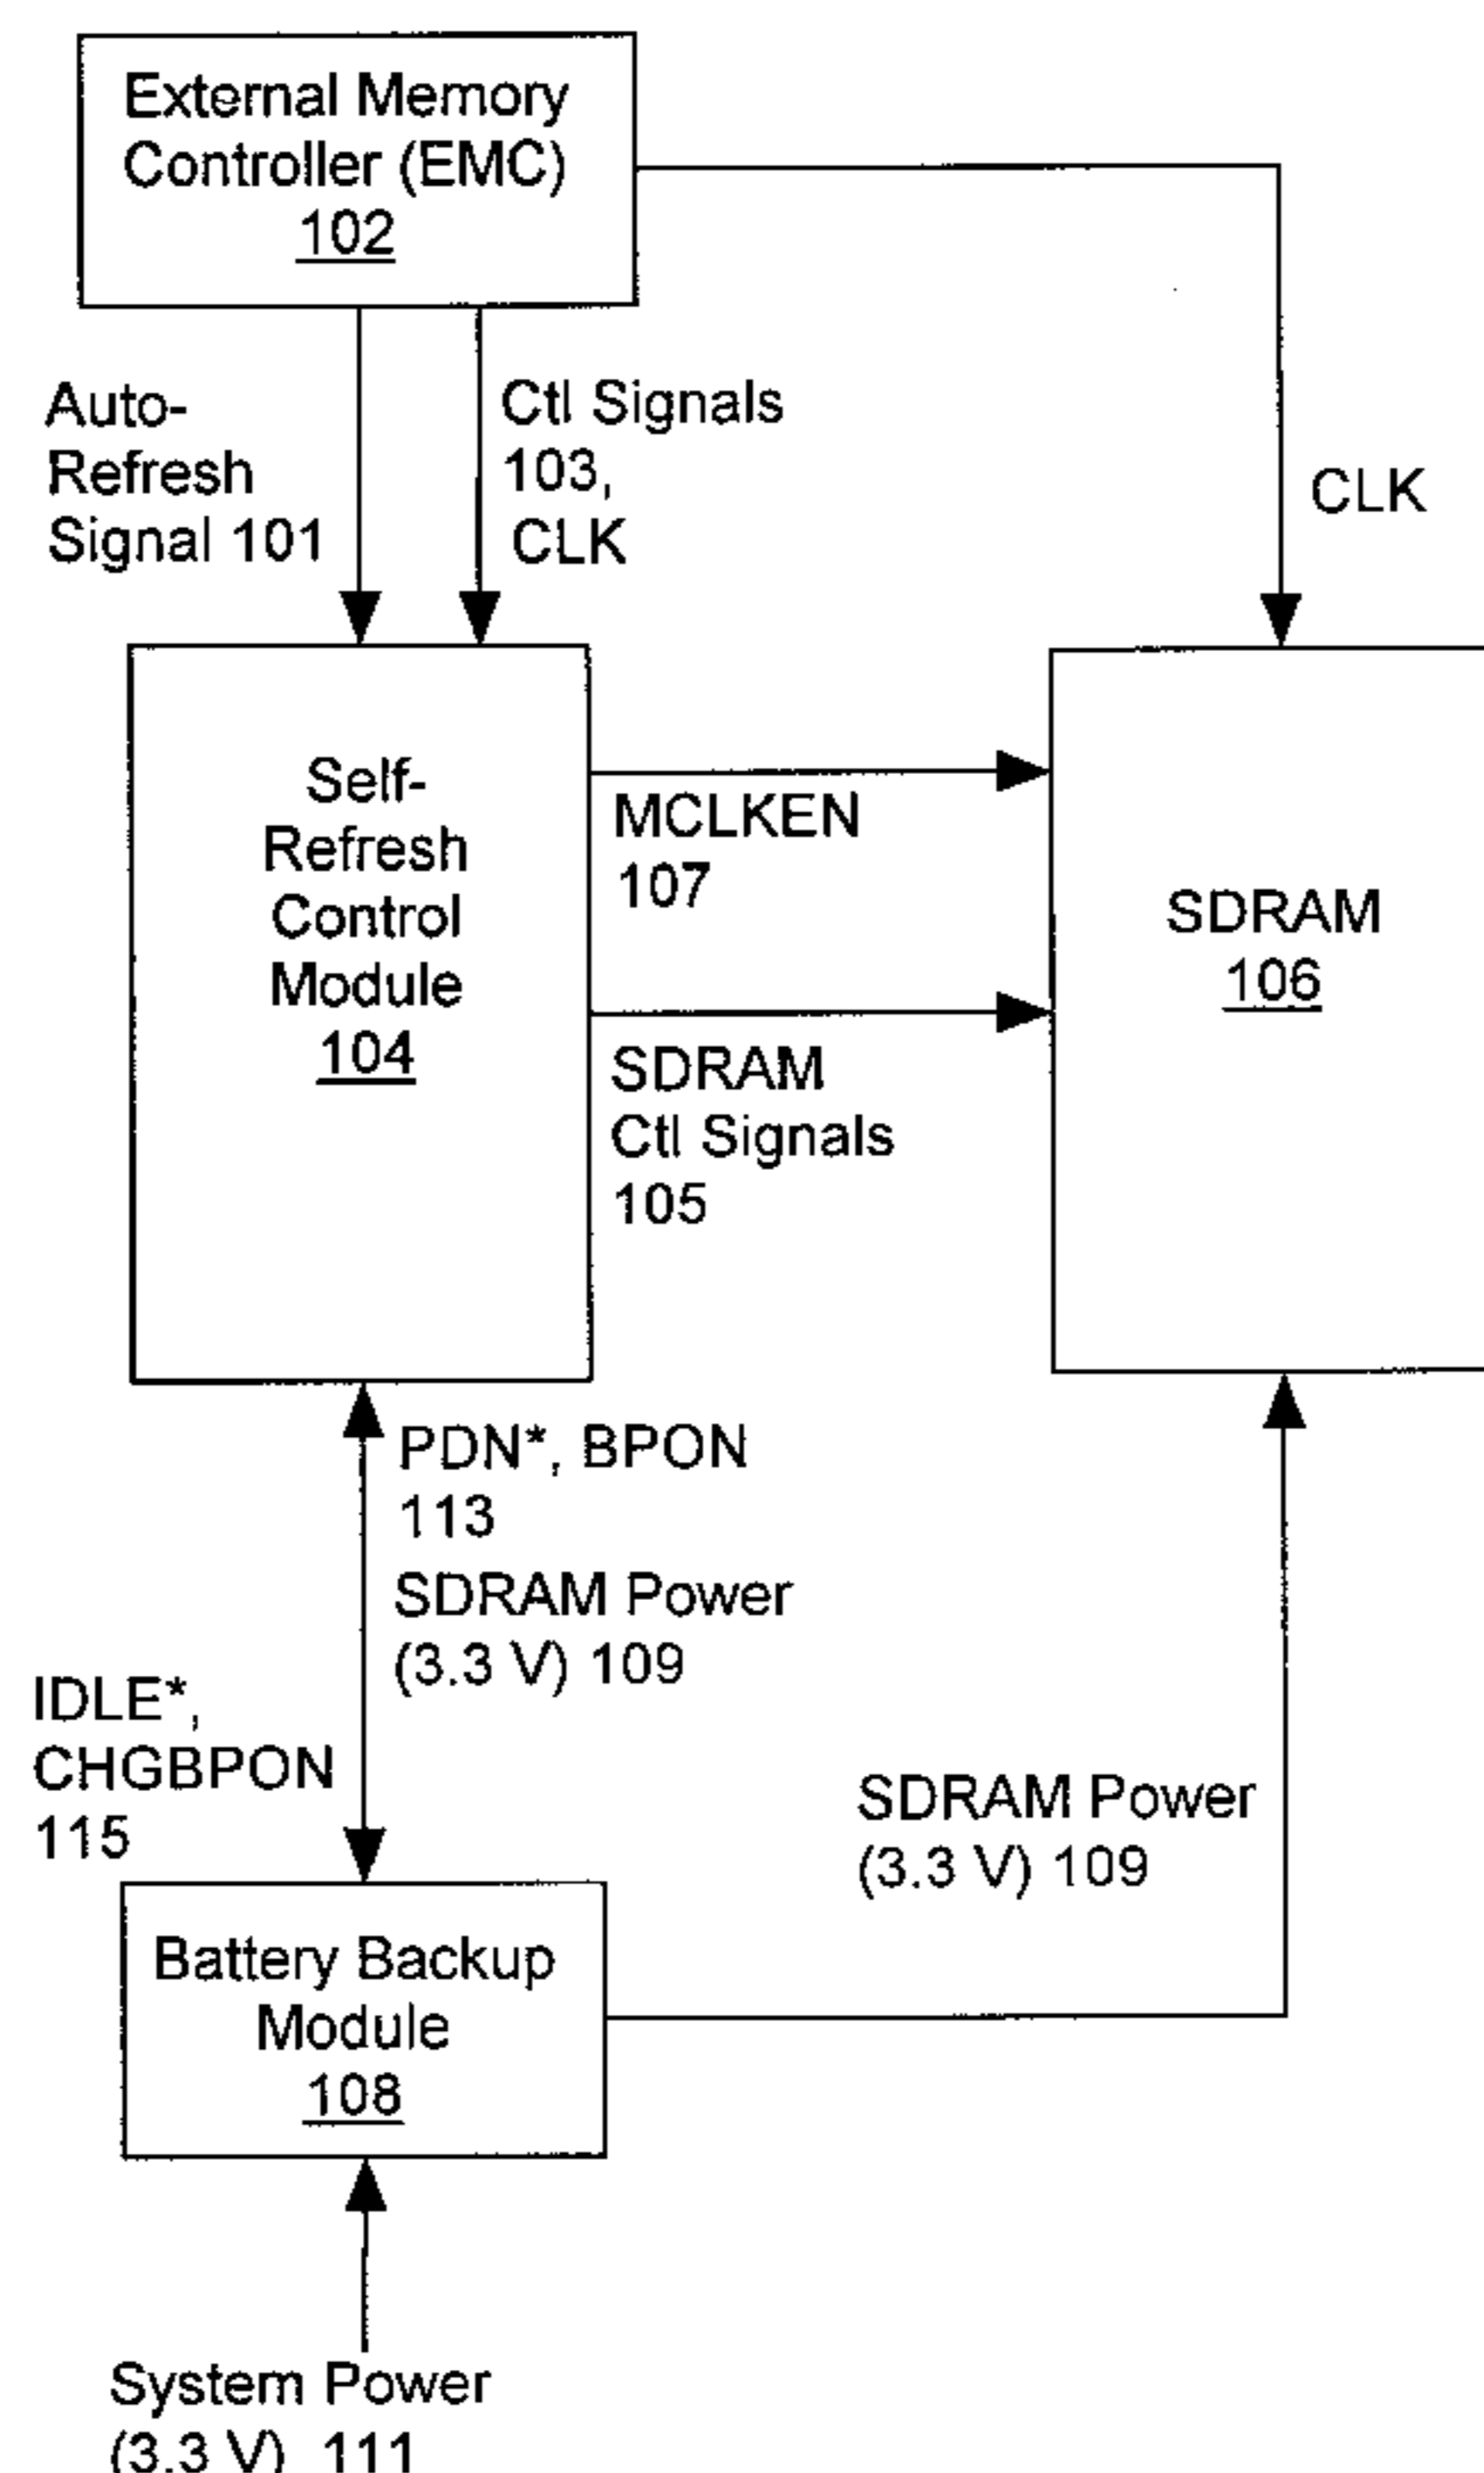 External Memory
Controller (EMC)
102
Auto-
Refresh
Signal 101
Ctl Signals
103,
CLK
CLK
Self-
Refresh
Control
Module
104
MCLKEN
107
SDRAM
Ctl Signals
105
SDRAM
106
PDN*, BPON
113
SDRAM Power
(3.3 V) 109
IDLE*,
CHGBPON
115
SDRAM Power
(3.3 V) 109
Battery Backup
Module
108
System Power
(3.3 V) 111